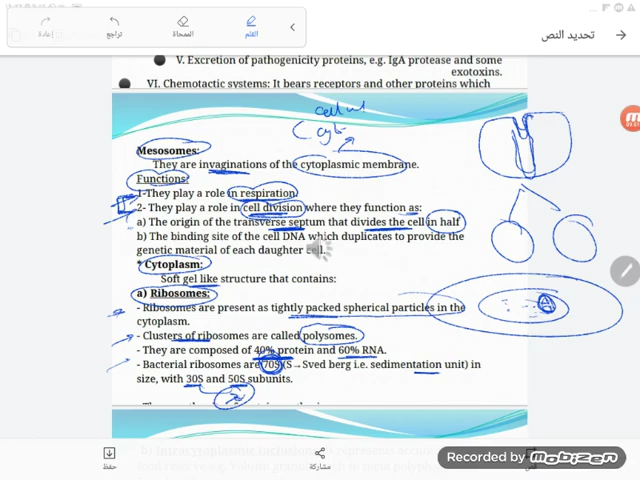 إعادة
تراجع
الممحاة
القلم
تحديد النص
V. Excretion of pathogenicity proteins, e.g. IgA protease and some
exotoxins.
VI. Chemotactic systems: It bears receptors and other proteins which
cell w
cyto
Mesosomes:
They are invaginations of the cytoplasmic membrane.
Functions:
1-They play a role in respiration.
2- They play a role in cell division where they function as:
a) The origin of the transverse septum that divides the cell in half
b) The binding site of the cell DNA which duplicates to provide the
genetic material of each daughter cell.
* Cytoplasm:
Soft gel like structure that contains:
a) Ribosomes:
- Ribosomes are present as tightly packed spherical particles in the
cytoplasm.
- Clusters of ribosomes are called polysomes.
- They are composed of 40% protein and 60% RNA.
- Bacterial ribosomes are 70S (S→Sved berg i.e. sedimentation unit) in
size, with 30S and 50S subunits.
b) Intracytoplasmic inclusions
حفظ
مشاركة
Recorded by
MOBIZEN